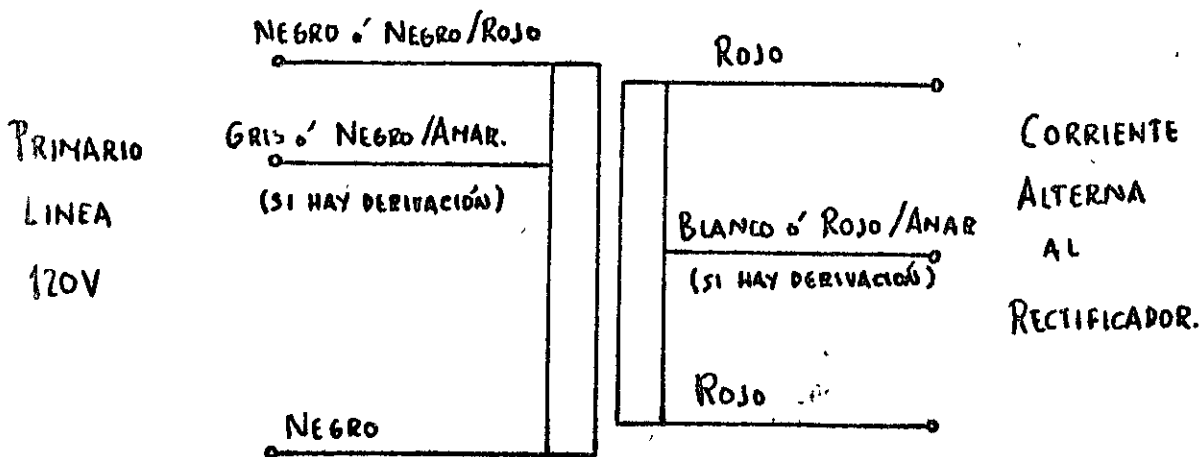 NEGRO ó NEGRO/ROJO
GRIS ó NEGRO/AMAR.
(SI HAY DERIVACIÓN)
NEGRO
PRIMARIO
LINEA
120V
ROJO
BLANCO ó ROJO/AMAR
(SI HAY DERIVACIÓN)
ROJO
CORRIENTE
ALTERNA
AL
RECTIFICADOR.